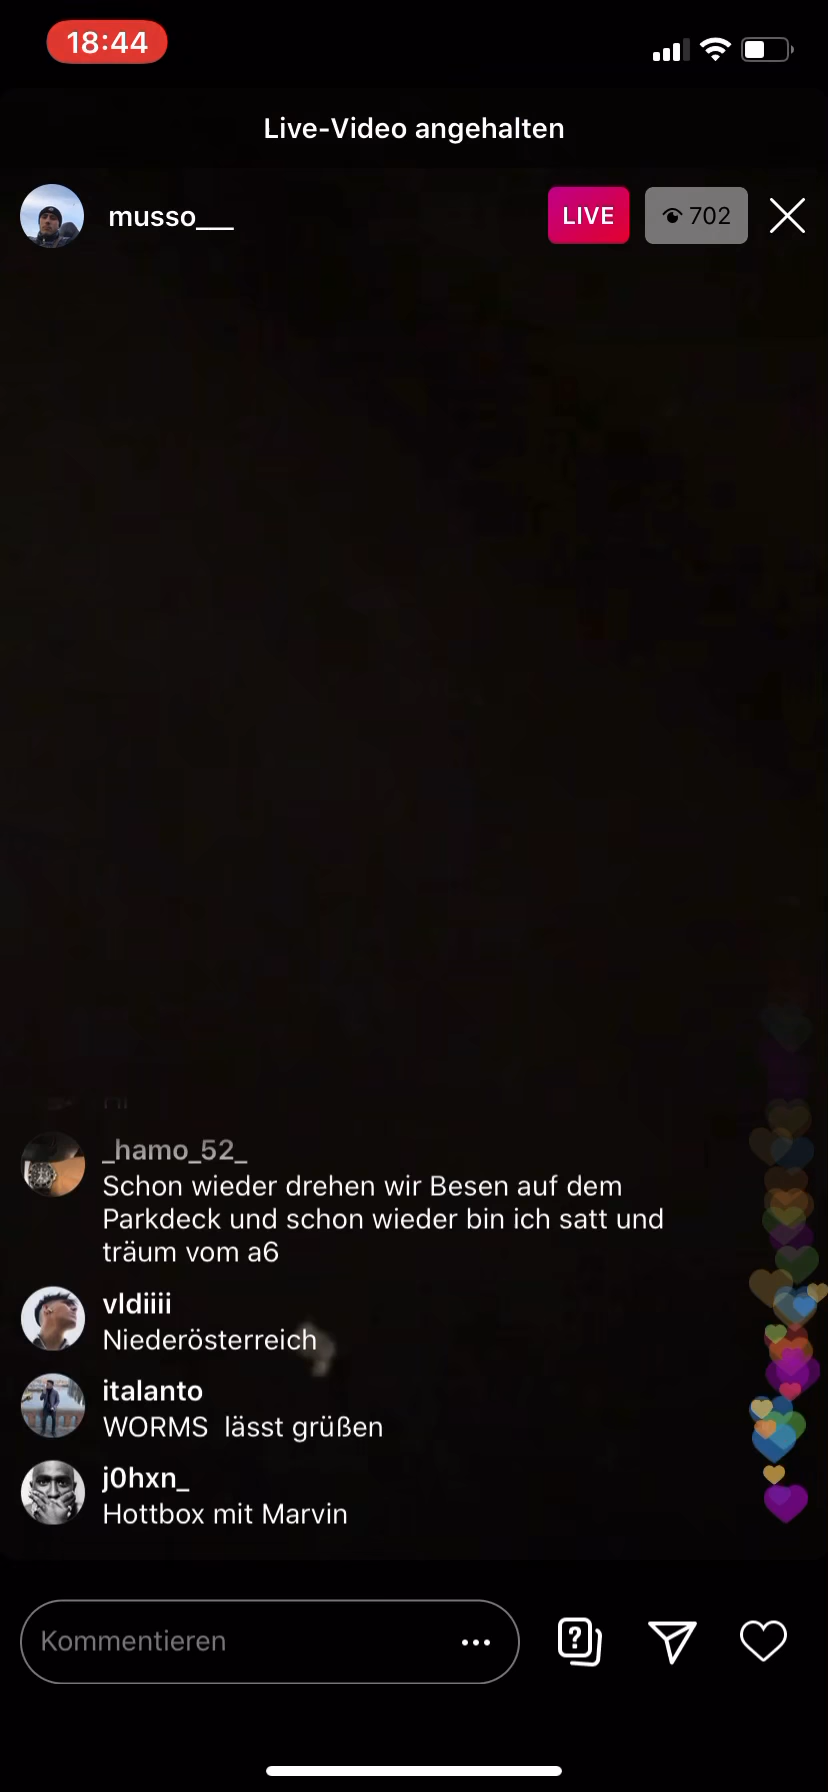 18:44
Live-Video angehalten
musso___
LIVE
702
_hamo_52_
Schon wieder drehen wir Besen auf dem
Parkdeck und schon wieder bin ich satt und
träum vom a6
vldiiii
Niederösterreich
italanto
WORMS  lässt grüßen
j0hxn_
Hottbox mit Marvin
Kommentieren